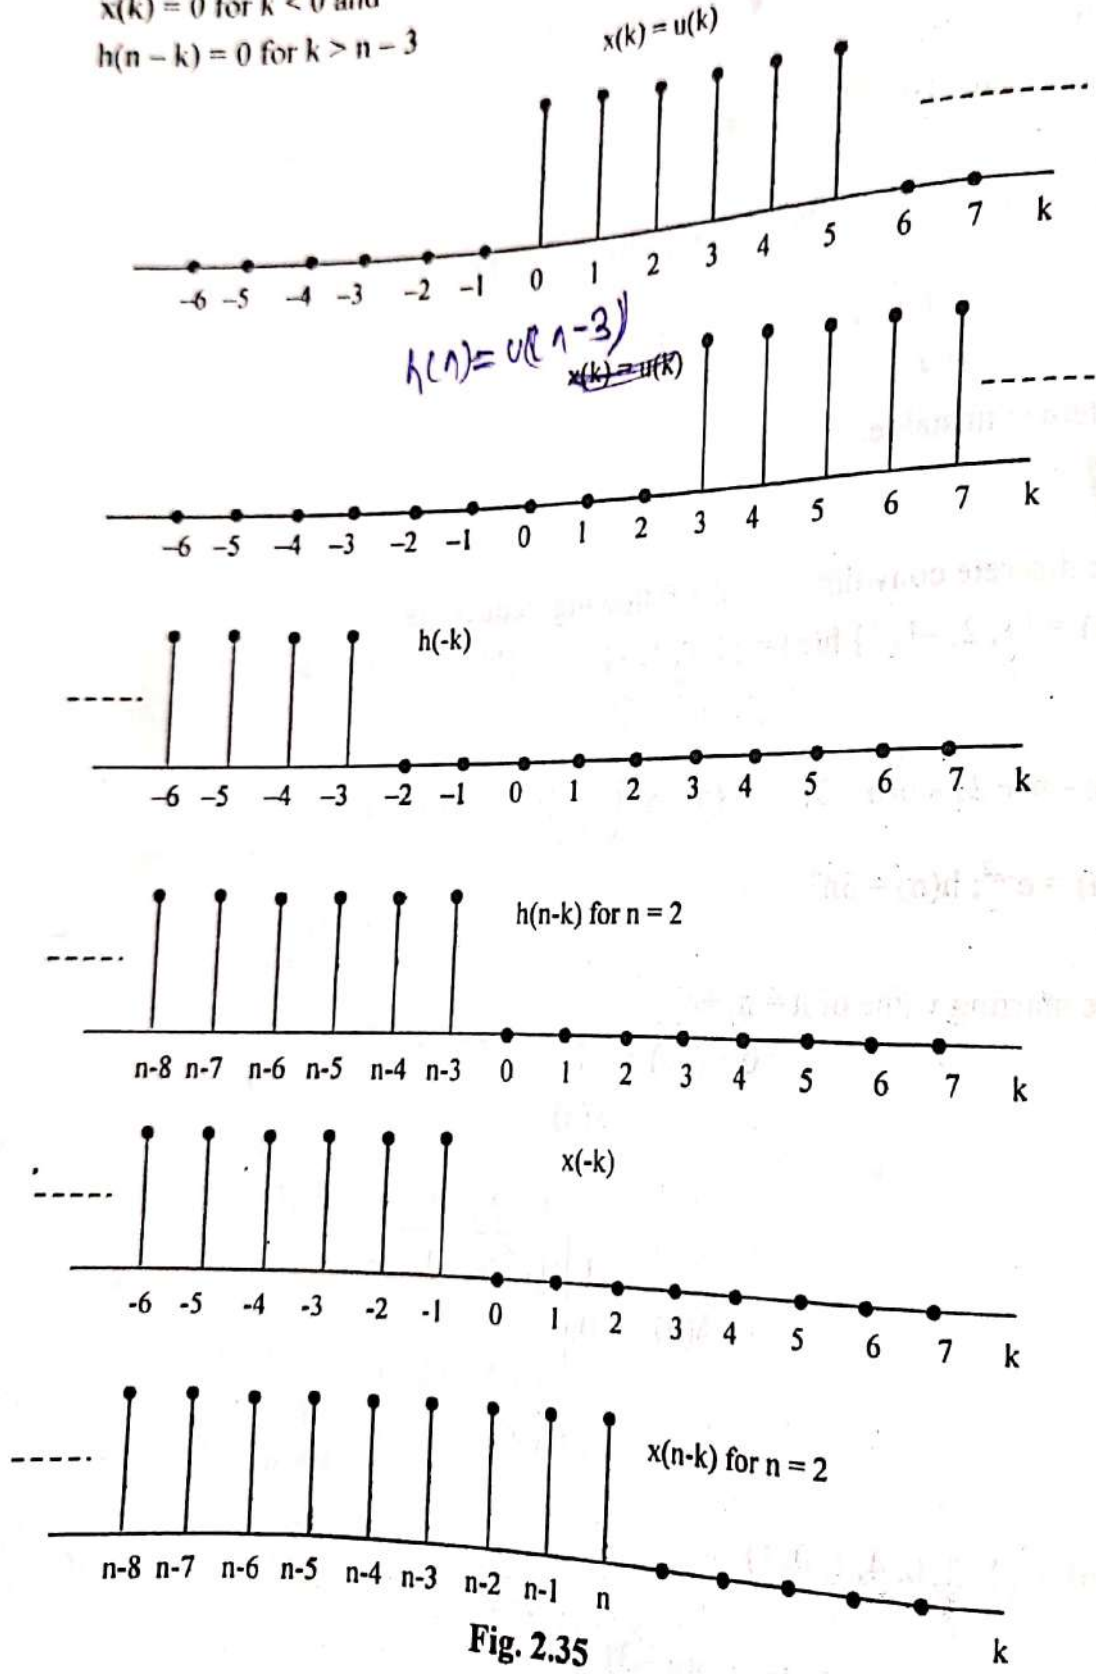 x(k) = 0 for k < 0 and
h(n – k) = 0 for k > n – 3
x(k) = u(k)
–6 –5 –4 –3 –2 –1 0 1 2 3 4 5 6 7 k
h(n) = u(n-3)
x(k) = u(k)
–6 –5 –4 –3 –2 –1 0 1 2 3 4 5 6 7 k
h(-k)
–6 –5 –4 –3 –2 –1 0 1 2 3 4 5 6 7 k
h(n-k) for n = 2
n-8 n-7 n-6 n-5 n-4 n-3 0 1 2 3 4 5 6 7 k
x(-k)
-6 -5 -4 -3 -2 -1 0 1 2 3 4 5 6 7 k
x(n-k) for n = 2
n-8 n-7 n-6 n-5 n-4 n-3 n-2 n-1 n k
Fig. 2.35